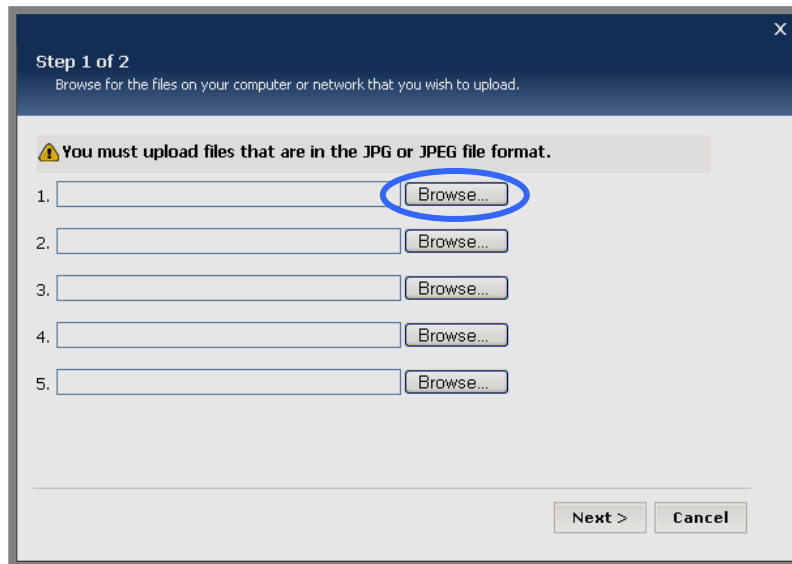 X
Step 1 of 2
Browse for the files on your computer or network that you wish to upload.
You must upload files that are in the JPG or JPEG file format.
1. Browse...
2. Browse...
3. Browse...
4. Browse...
5. Browse...
Next > Cancel